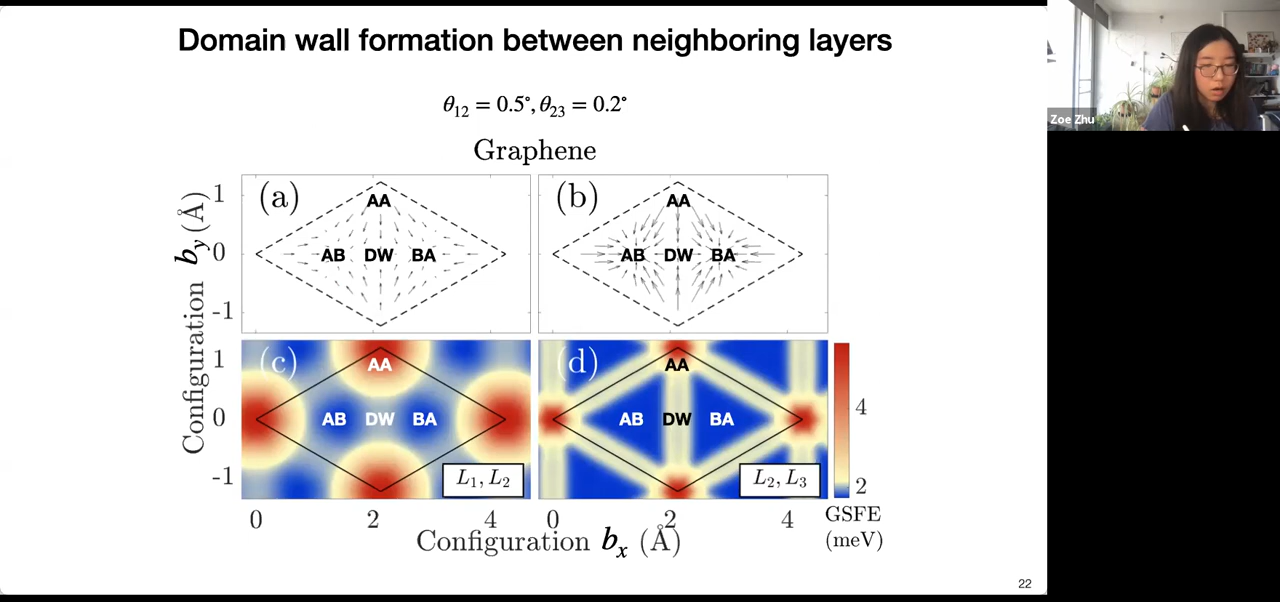 Domain wall formation between neighboring layers
θ₁₂ = 0.5°, θ₂₃ = 0.2°
Graphene
Configuration b_y (Å)
1
0
-1
(a)
AA
AB DW BA
(b)
AA
AB DW BA
1
0
-1
(c)
AA
AB DW BA
L₁, L₂
(d)
AA
AB DW BA
L₂, L₃
4
2
GSFE
(meV)
0 2 4
0 2 4
Configuration b_x (Å)
22
Zoe Zhu